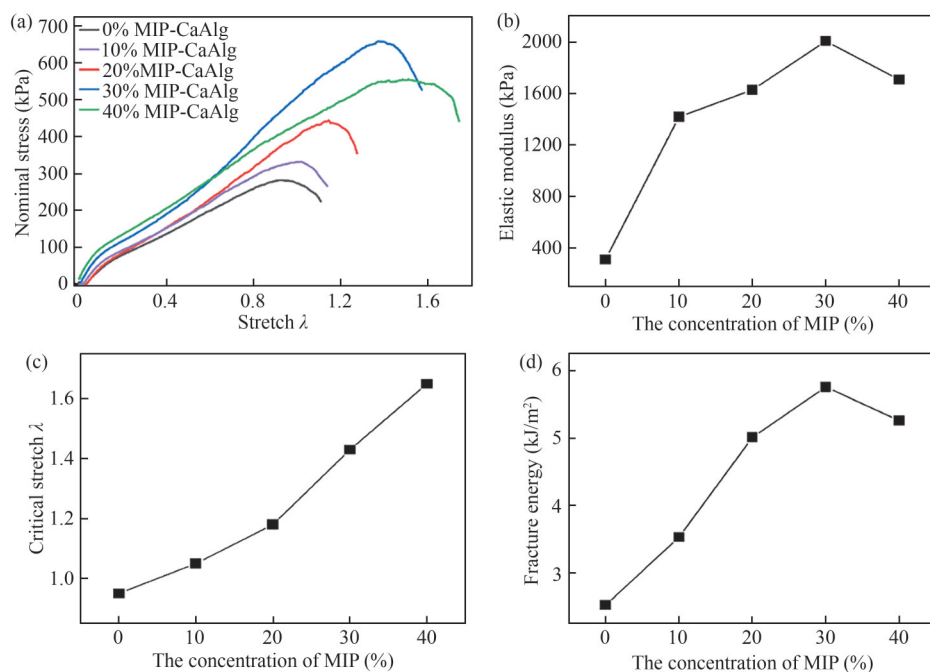 (a)
0% MIP-CaAlg
10% MIP-CaAlg
20%MIP-CaAlg
30% MIP-CaAlg
40% MIP-CaAlg
700
600
500
400
300
200
100
0
Nominal stress (kPa)
0 0.4 0.8 1.2 1.6
Stretch λ
(b)
2000
1600
1200
800
400
Elastic modulus (kPa)
0 10 20 30 40
The concentration of MIP (%)
(c)
1.6
1.4
1.2
1.0
Critical stretch λ
0 10 20 30 40
The concentration of MIP (%)
(d)
6
5
4
3
Fracture energy (kJ/m²)
0 10 20 30 40
The concentration of MIP (%)